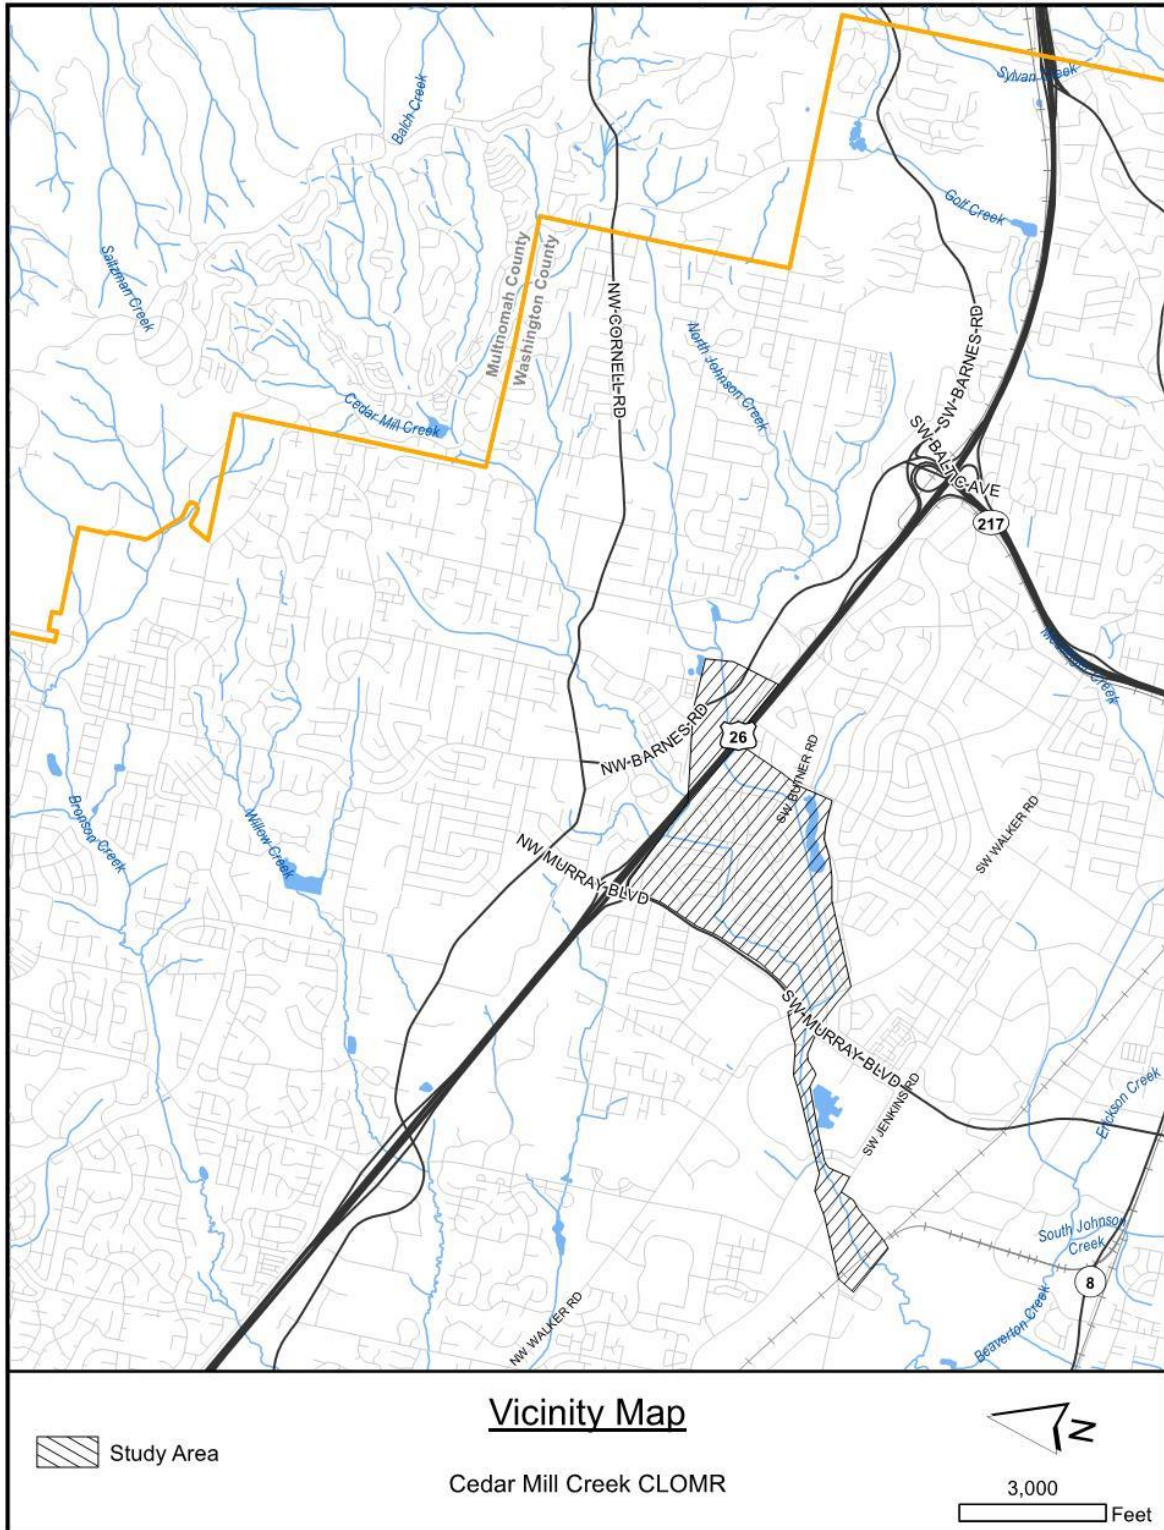 Sylvan Creek
Balch Creek
Golf Creek
Saltzman Creek
Multnomah County
Washington County
NW CORNELL RD
North Johnson Creek
SW BARNES RD
Cedar Mill Creek
SW BALTIC AVE
217
NW BARNES RD
26
SW BUTNER RD
SW WALKER RD
Bronson Creek
Willow Creek
NW MURRAY BLVD
SW MURRAY BLVD
SW JENKINS RD
Erickson Creek
South Johnson
Creek
8
Beaverton Creek
NW WALKER RD
Vicinity Map
Study Area
Cedar Mill Creek CLOMR
N
3,000
Feet